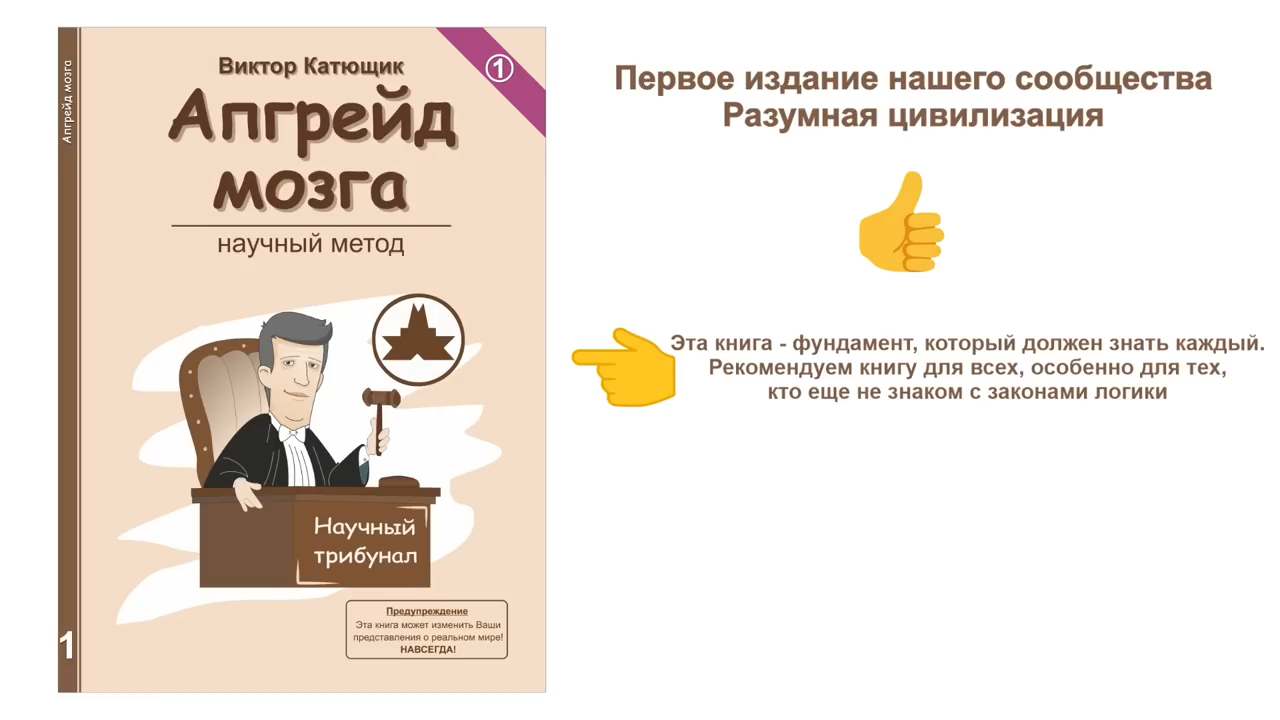 Апгрейд мозга
1
Виктор Катющик
1
Апгрейд
мозга
научный метод
Научный
трибунал
Предупреждение
Эта книга может изменить Ваши
представления о реальном мире!
НАВСЕГДА!
Первое издание нашего сообщества
Разумная цивилизация
Эта книга - фундамент, который должен знать каждый.
Рекомендуем книгу для всех, особенно для тех,
кто еще не знаком с законами логики